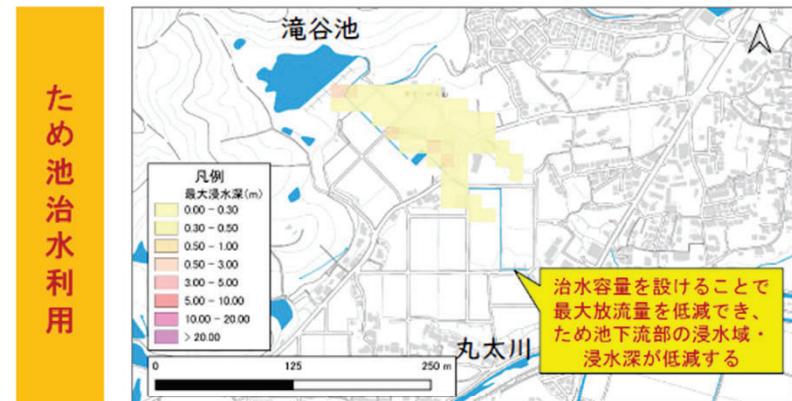 ため池治水利用
滝谷池
凡例
最大浸水深(m)
0.00 - 0.30
0.30 - 0.50
0.50 - 1.00
0.50 - 3.00
3.00 - 5.00
5.00 - 10.00
10.00 - 20.00
> 20.00
治水容量を設けることで
最大放流量を低減でき、
ため池下流部の浸水域・
浸水深が低減する
丸太川
0 125 250 m